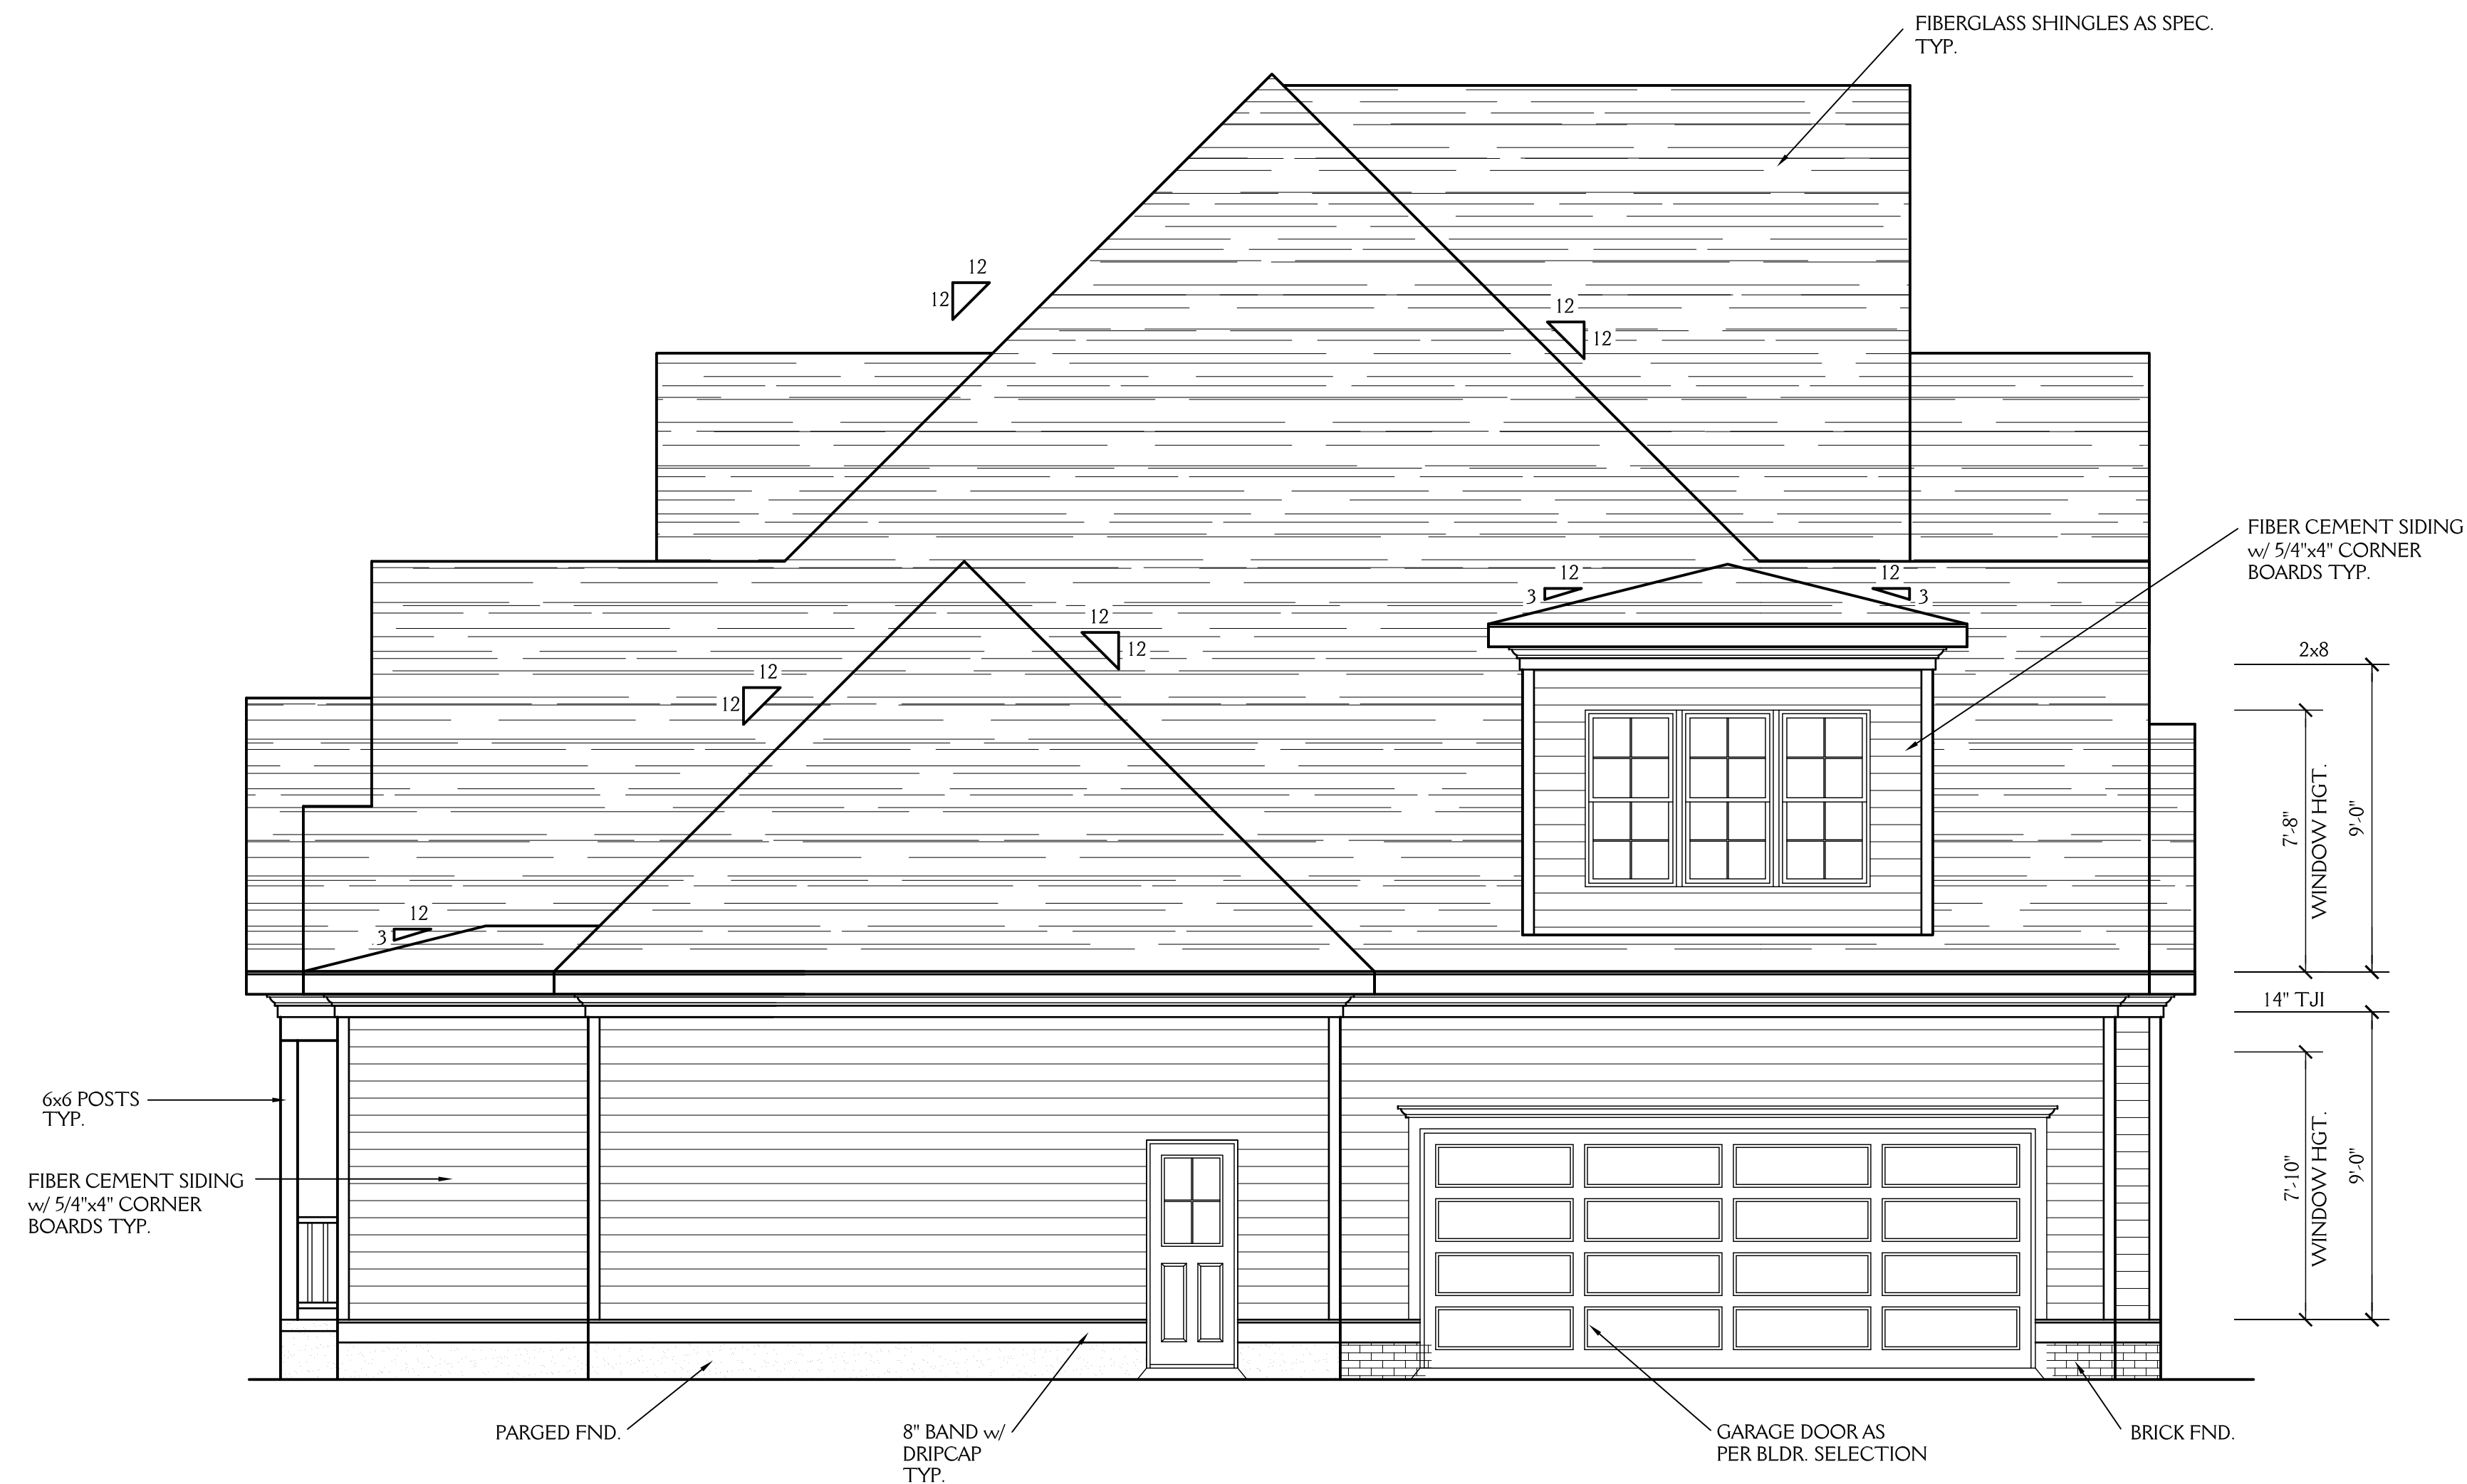 FIBERGLASS SHINGLES AS SPEC.
TYP.
12
12
12
12
FIBER CEMENT SIDING
w/ 5/4"x4" CORNER
BOARDS TYP.
12
3
12
3
12
12
12
12
2x8
7'-8"
WINDOW HGT.
9'-0"
12
3
14" TJI
6x6 POSTS
TYP.
7'-10"
WINDOW HGT.
9'-0"
FIBER CEMENT SIDING
w/ 5/4"x4" CORNER
BOARDS TYP.
PARGED FND.
8" BAND w/
DRIPCAP
TYP.
GARAGE DOOR AS
PER BLDR. SELECTION
BRICK FND.